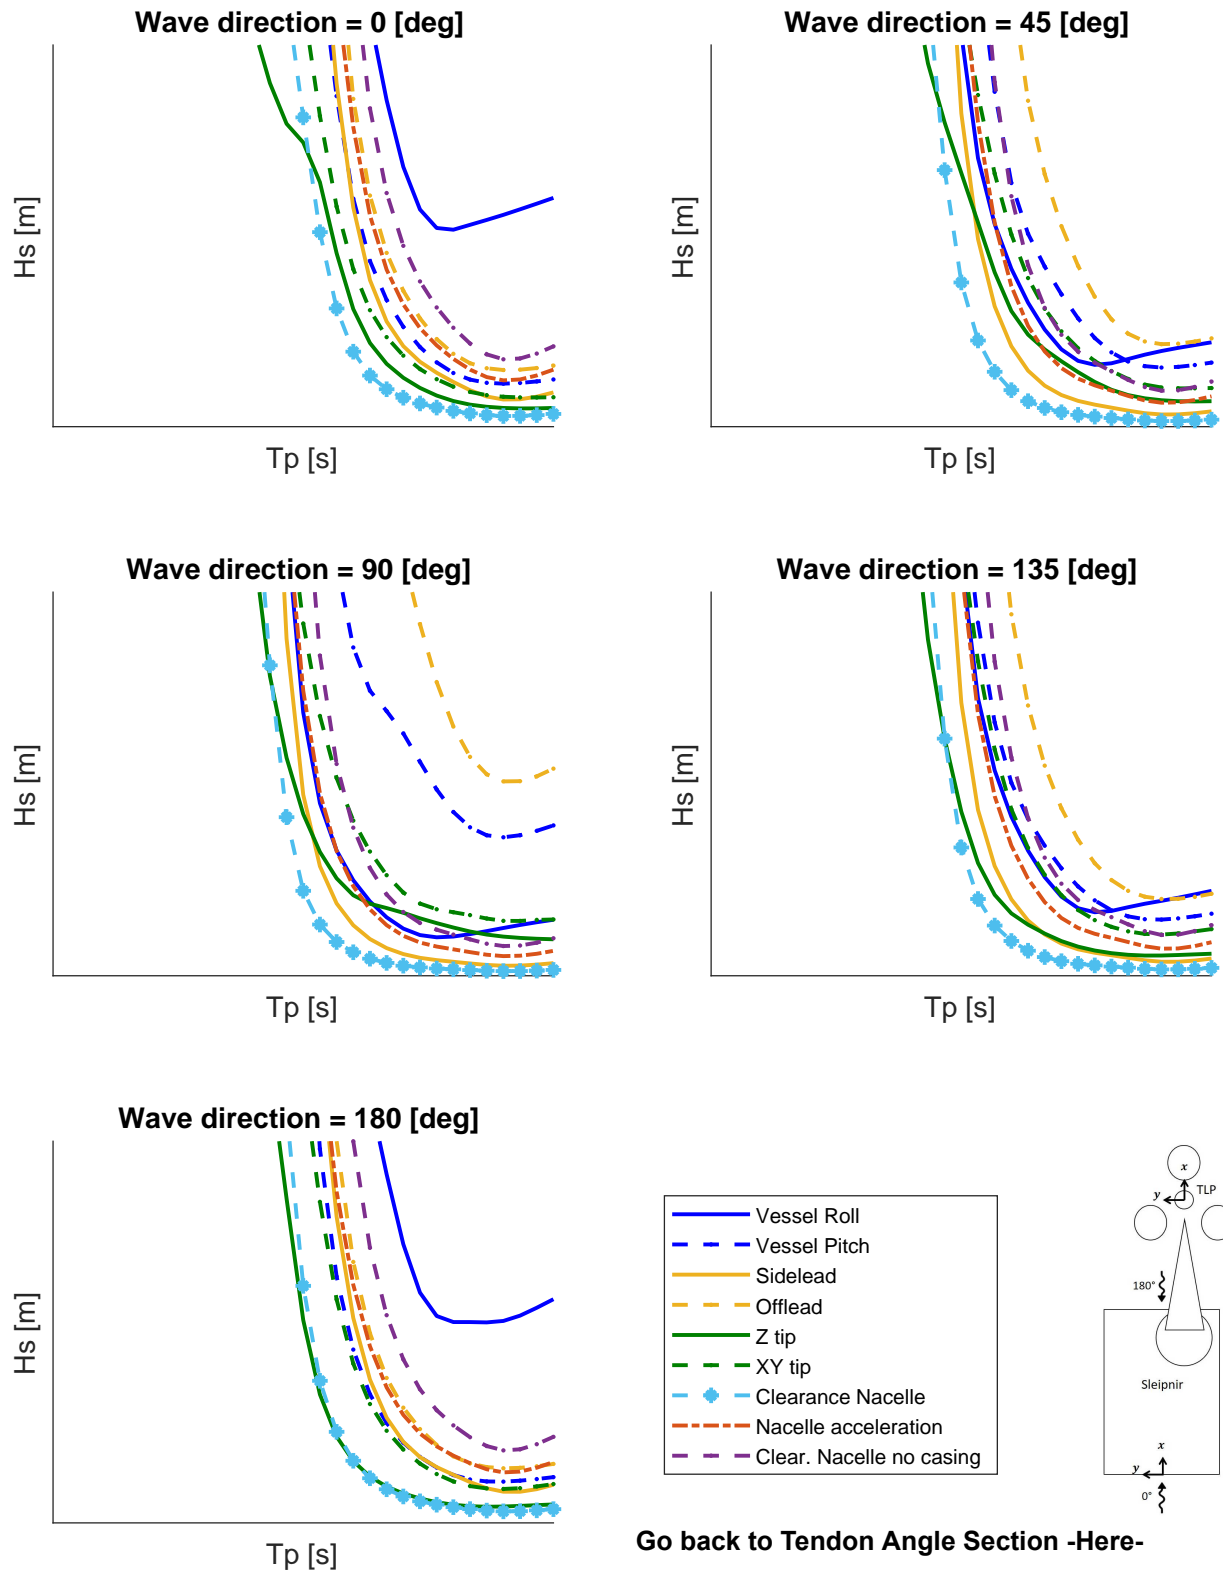 Wave direction = 0 [deg]
Hs [m]
Tp [s]
Wave direction = 45 [deg]
Hs [m]
Tp [s]
Wave direction = 90 [deg]
Hs [m]
Tp [s]
Wave direction = 135 [deg]
Hs [m]
Tp [s]
Wave direction = 180 [deg]
Hs [m]
Tp [s]
Vessel Roll
Vessel Pitch
Sidelead
Offlead
Z tip
XY tip
Clearance Nacelle
Nacelle acceleration
Clear. Nacelle no casing
x
y
TLP
180°
Sleipnir
x
y
0°
Go back to Tendon Angle Section -Here-